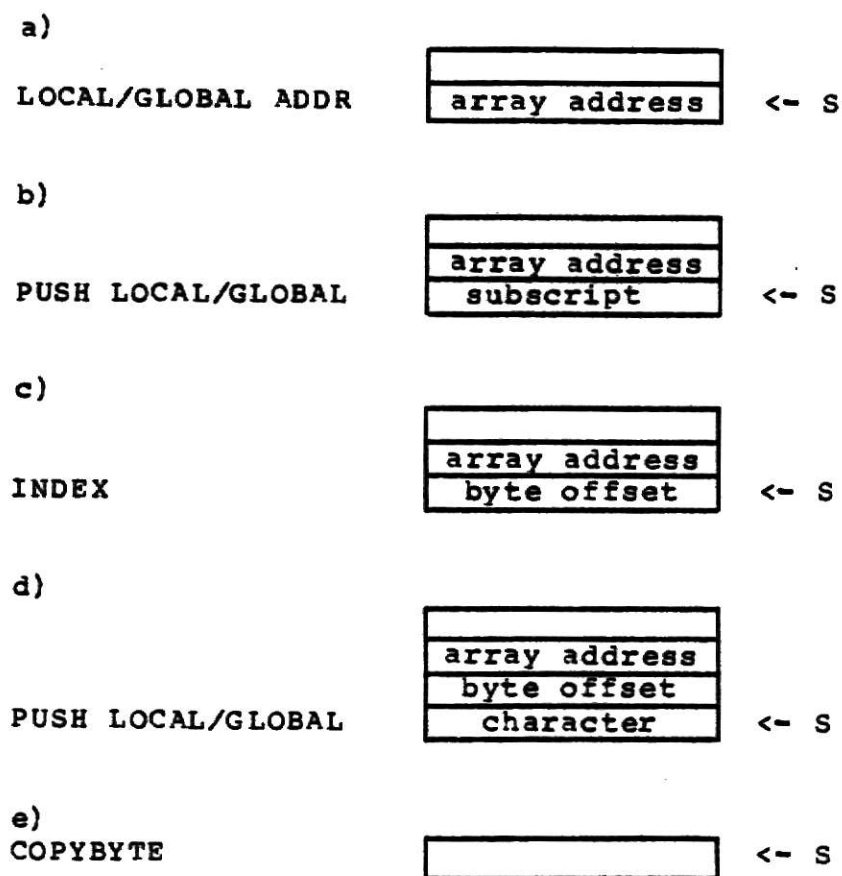 a)
LOCAL/GLOBAL ADDR array address <- S
b)
array address
PUSH LOCAL/GLOBAL subscript <- S
c)
array address
INDEX byte offset <- S
d)
array address
byte offset
PUSH LOCAL/GLOBAL character <- S
e)
COPYBYTE <- S